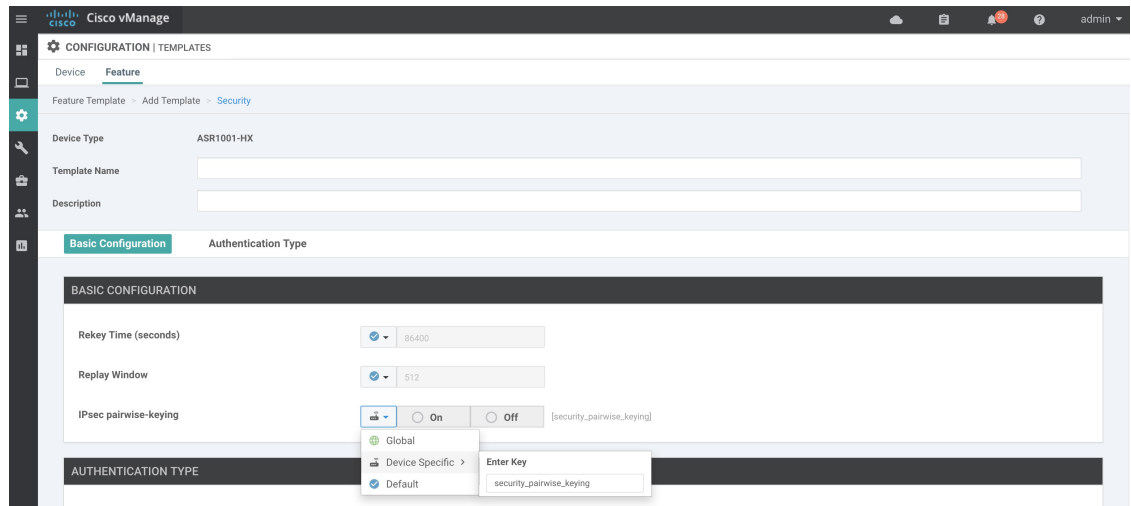 cisco Cisco vManage 28 admin
CONFIGURATION | TEMPLATES
Device Feature
Feature Template > Add Template > Security
Device Type ASR1001-HX
Template Name
Description
Basic Configuration Authentication Type
BASIC CONFIGURATION
Rekey Time (seconds) 86400
Replay Window 512
IPsec pairwise-keying On Off [security_pairwise_keying]
Global
Device Specific > Enter Key
Default security_pairwise_keying
AUTHENTICATION TYPE